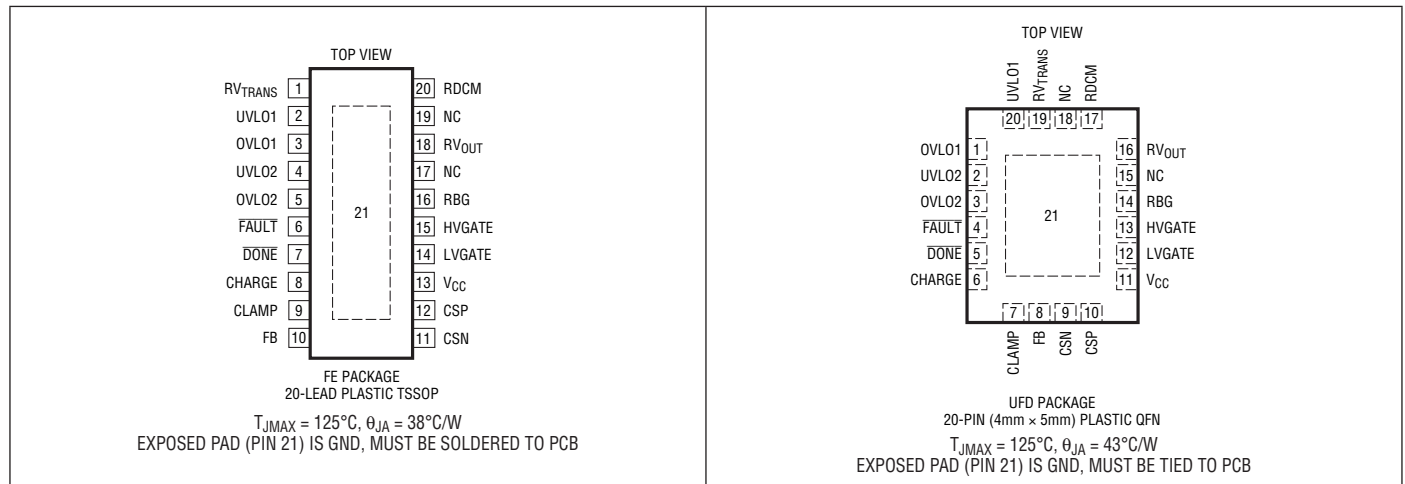 TOP VIEW
RVTRANS 1
UVLO1 2
OVLO1 3
UVLO2 4
OVLO2 5
FAULT 6
DONE 7
CHARGE 8
CLAMP 9
FB 10
21
20 RDCM
19 NC
18 RVOUT
17 NC
16 RBG
15 HVGATE
14 LVGATE
13 VCC
12 CSP
11 CSN
FE PACKAGE
20-LEAD PLASTIC TSSOP
TJMAX = 125°C, θJA = 38°C/W
EXPOSED PAD (PIN 21) IS GND, MUST BE SOLDERED TO PCB
TOP VIEW
UVLO1
RVTRANS
NC
RDCM
20 19 18 17
OVLO1 1
UVLO2 2
OVLO2 3
FAULT 4
DONE 5
CHARGE 6
21
16 RVOUT
15 NC
14 RBG
13 HVGATE
12 LVGATE
11 VCC
7 8 9 10
CLAMP
FB
CSN
CSP
UFD PACKAGE
20-PIN (4mm × 5mm) PLASTIC QFN
TJMAX = 125°C, θJA = 43°C/W
EXPOSED PAD (PIN 21) IS GND, MUST BE TIED TO PCB